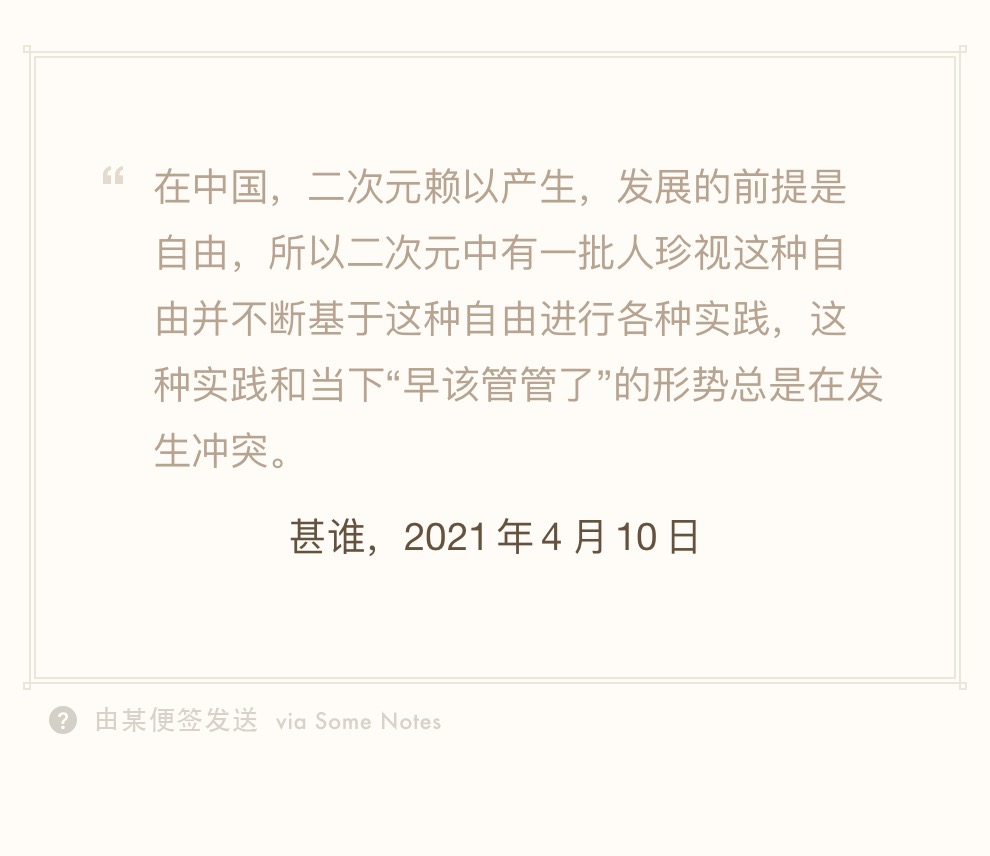 “ 在中国，二次元赖以产生，发展的前提是
自由，所以二次元中有一批人珍视这种自
由并不断基于这种自由进行各种实践，这
种实践和当下“早该管管了”的形势总是在发
生冲突。
甚谁，2021 年 4 月 10 日
? 由某便签发送 via Some Notes